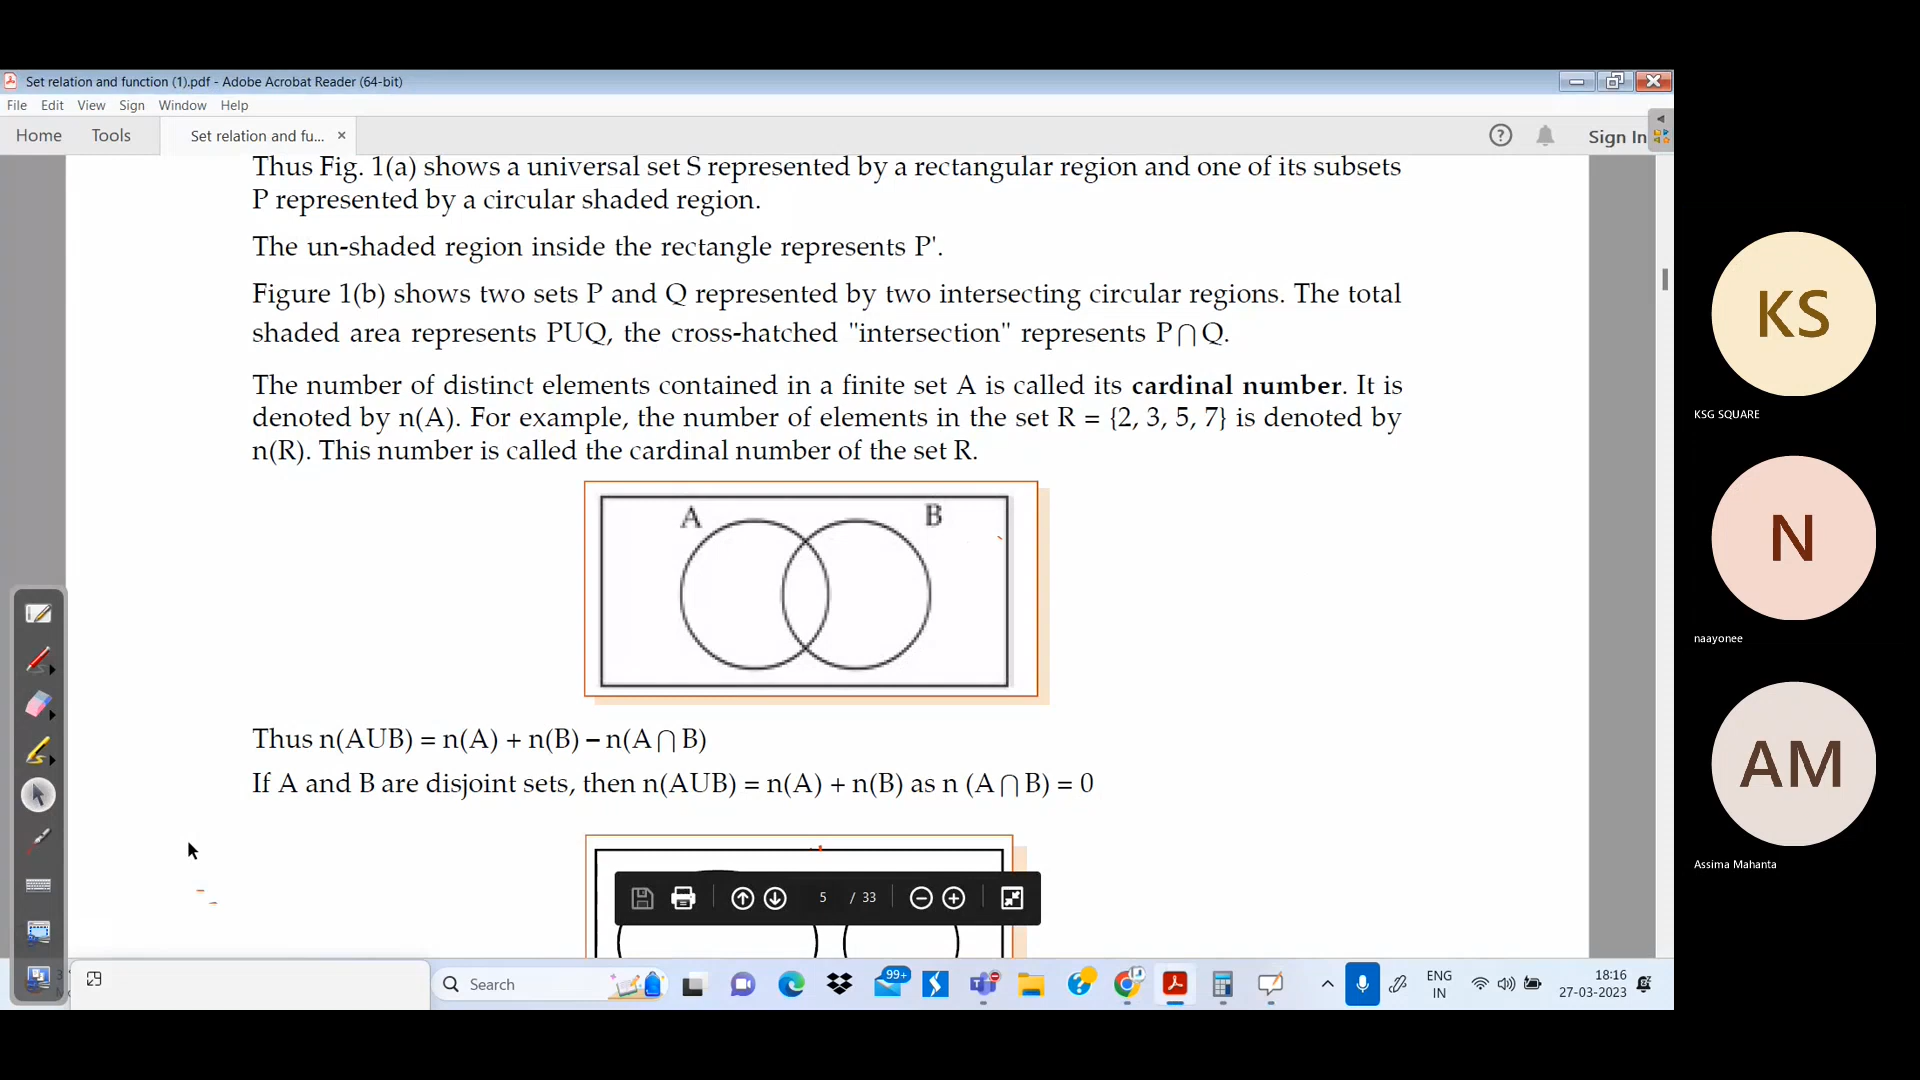 Set relation and function (1).pdf - Adobe Acrobat Reader (64-bit)
File Edit View Sign Window Help
Home Tools Set relation and fu... × Sign In
Thus Fig. 1(a) shows a universal set S represented by a rectangular region and one of its subsets
P represented by a circular shaded region.
The un-shaded region inside the rectangle represents P'.
Figure 1(b) shows two sets P and Q represented by two intersecting circular regions. The total
shaded area represents PUQ, the cross-hatched "intersection" represents P⋂Q.
The number of distinct elements contained in a finite set A is called its cardinal number. It is
denoted by n(A). For example, the number of elements in the set R = {2, 3, 5, 7} is denoted by
n(R). This number is called the cardinal number of the set R.
A B
Thus n(AUB) = n(A) + n(B) – n(A⋂B)
If A and B are disjoint sets, then n(AUB) = n(A) + n(B) as n (A⋂B) = 0
5 / 33
Search
99+
ENG
IN
18:16
27-03-2023
KS
KSG SQUARE
N
naayonee
AM
Assima Mahanta